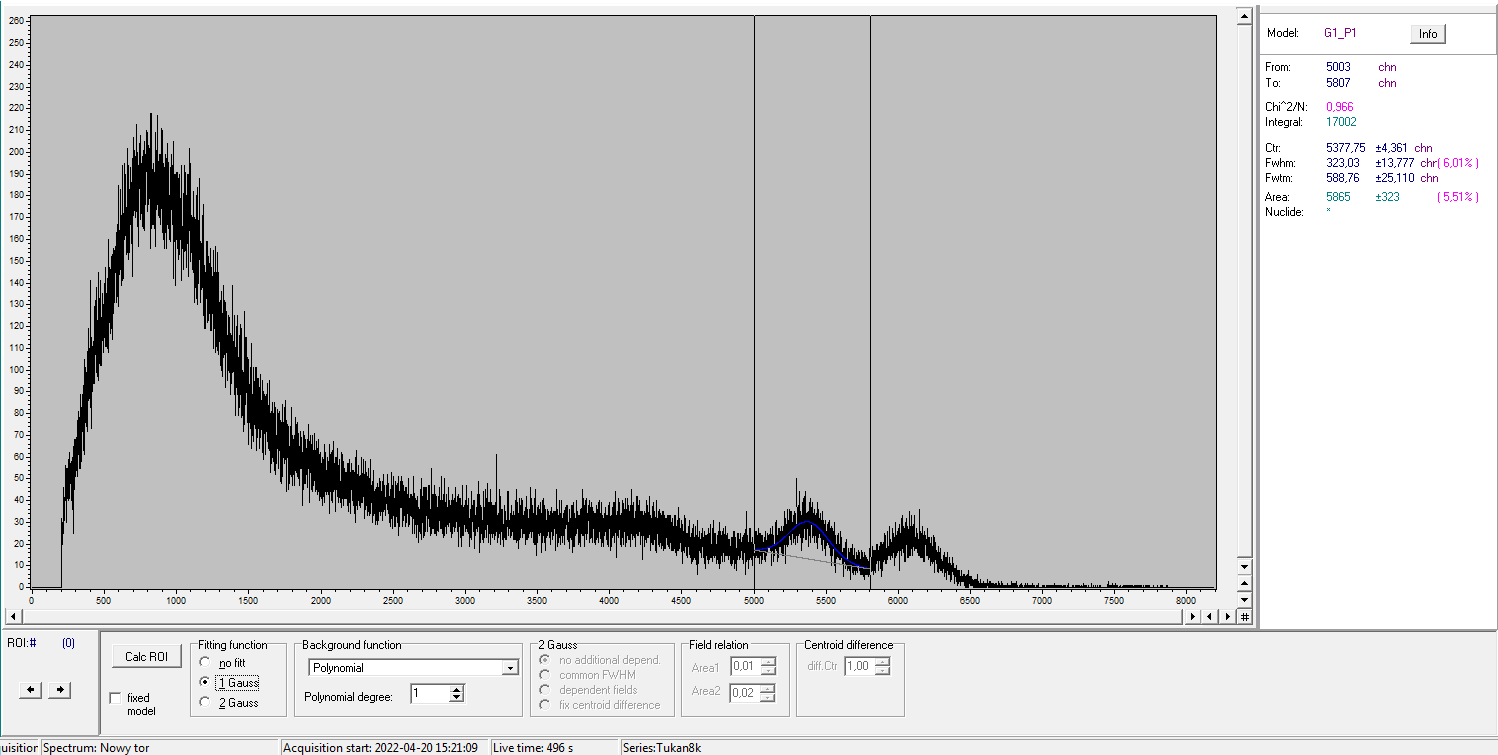 260
250
240
230
220
210
200
190
180
170
160
150
140
130
120
110
100
90
80
70
60
50
40
30
20
10
0
0 500 1000 1500 2000 2500 3000 3500 4000 4500 5000 5500 6000 6500 7000 7500 8000
#
Model: G1_P1 Info
From: 5003 chn
To: 5807 chn
Chi^2/N: 0,966
Integral: 17002
Ctr: 5377,75 ±4,361 chn
Fwhm: 323,03 ±13,777 chr( 6,01% )
Fwtm: 588,76 ±25,110 chn
Area: 5865 ±323 ( 5,51% )
Nuclide: *
ROI:# (0)
Calc ROI
fixed
model
Fitting function
no fitt
1 Gauss
2 Gauss
Background function
Polynomial
Polynomial degree: 1
2 Gauss
no additional depend.
common FWHM
dependent fields
fix centroid difference
Field relation
Area1 0,01
Area2 0,02
Centroid difference
diff.Ctr 1,00
quisition Spectrum: Nowy tor Acquisition start: 2022-04-20 15:21:09 Live time: 496 s Series:Tukan8k